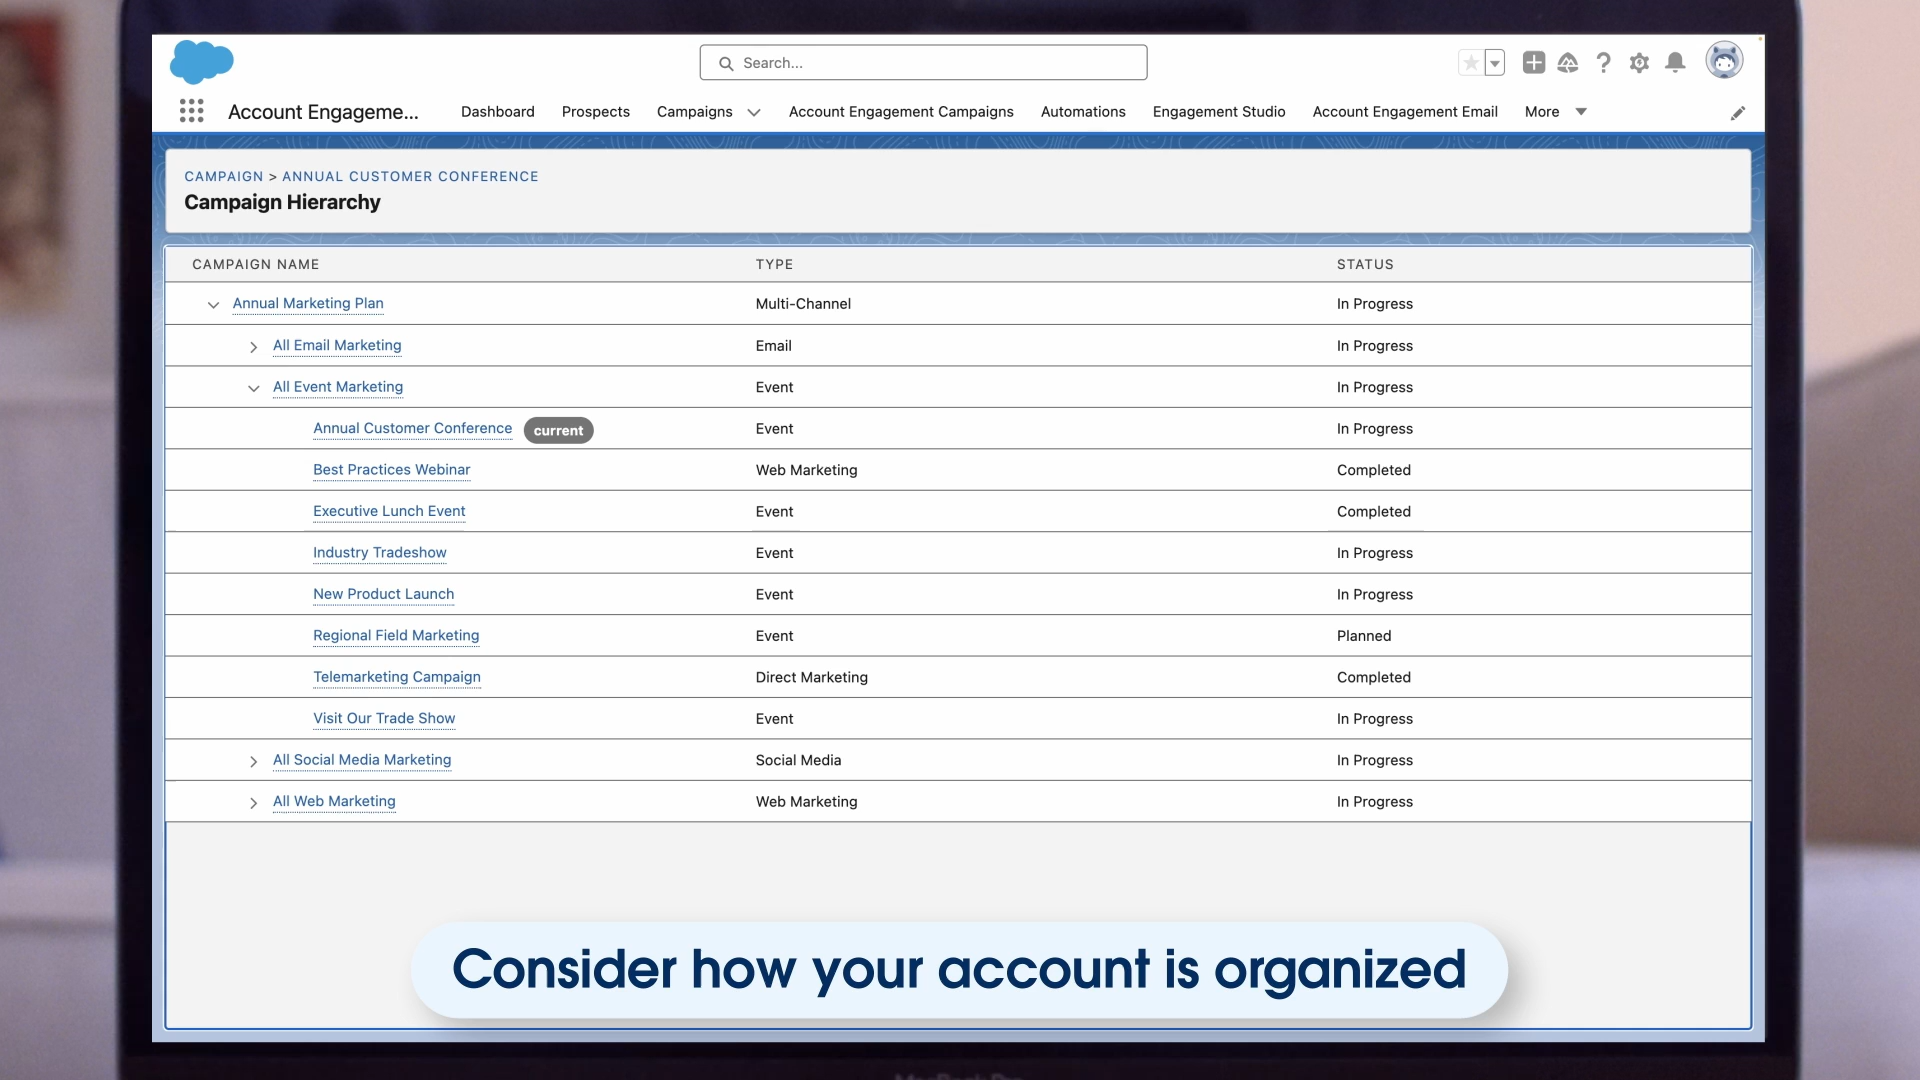 Search...
Account Engageme...
Dashboard
Prospects
Campaigns
Account Engagement Campaigns
Automations
Engagement Studio
Account Engagement Email
More
CAMPAIGN > ANNUAL CUSTOMER CONFERENCE
Campaign Hierarchy
CAMPAIGN NAME TYPE STATUS
Annual Marketing Plan Multi-Channel In Progress
All Email Marketing Email In Progress
All Event Marketing Event In Progress
Annual Customer Conference current Event In Progress
Best Practices Webinar Web Marketing Completed
Executive Lunch Event Event Completed
Industry Tradeshow Event In Progress
New Product Launch Event In Progress
Regional Field Marketing Event Planned
Telemarketing Campaign Direct Marketing Completed
Visit Our Trade Show Event In Progress
All Social Media Marketing Social Media In Progress
All Web Marketing Web Marketing In Progress
Consider how your account is organized